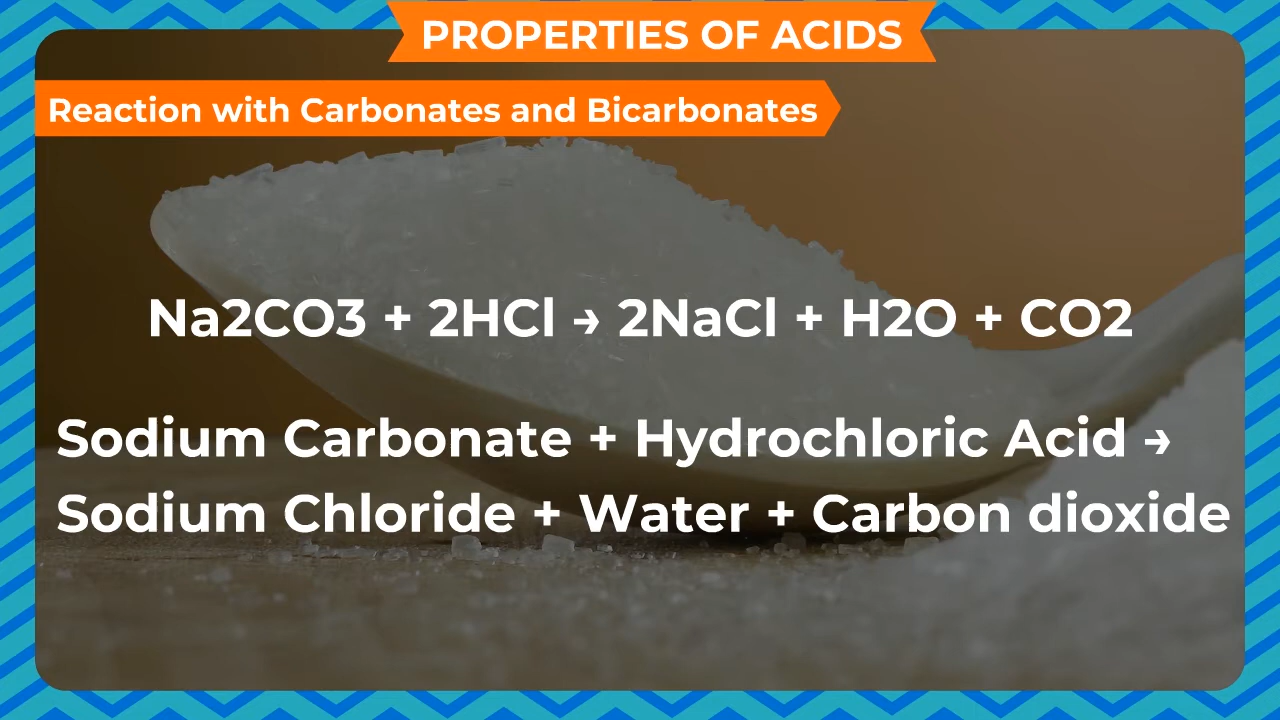 PROPERTIES OF ACIDS
Reaction with Carbonates and Bicarbonates
Na2CO3 + 2HCl → 2NaCl + H2O + CO2
Sodium Carbonate + Hydrochloric Acid →
Sodium Chloride + Water + Carbon dioxide